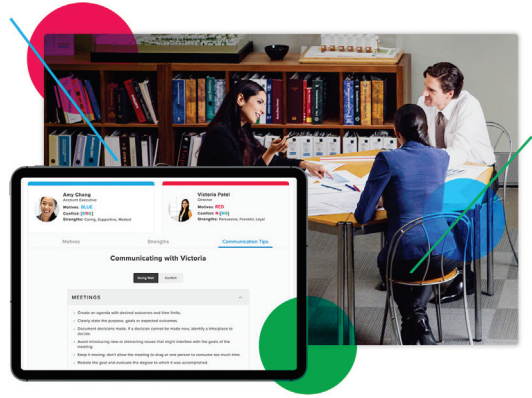 Amy Chang
Account Executive
Motives: BLUE
Strengths: Caring, Supportive, Modest
Victoria Patel
Director
Motives: RED
Strengths: Persuasive, Forceful, Loyal
Motives
Strengths
Communication Tips
Communicating with Victoria
Going Well
Conflict
MEETINGS
Create an agenda with desired outcomes and time limits.
Clearly state the purpose, goals or expected outcomes.
Document decisions made. If a decision cannot be made now, identify a time/place to
decide.
Avoid introducing new or distracting issues that might interfere with the goals of the
meeting.
Keep it moving; don't allow the meeting to drag or one person to consume too much time.
Restate the goal and evaluate the degree to which it was accomplished.